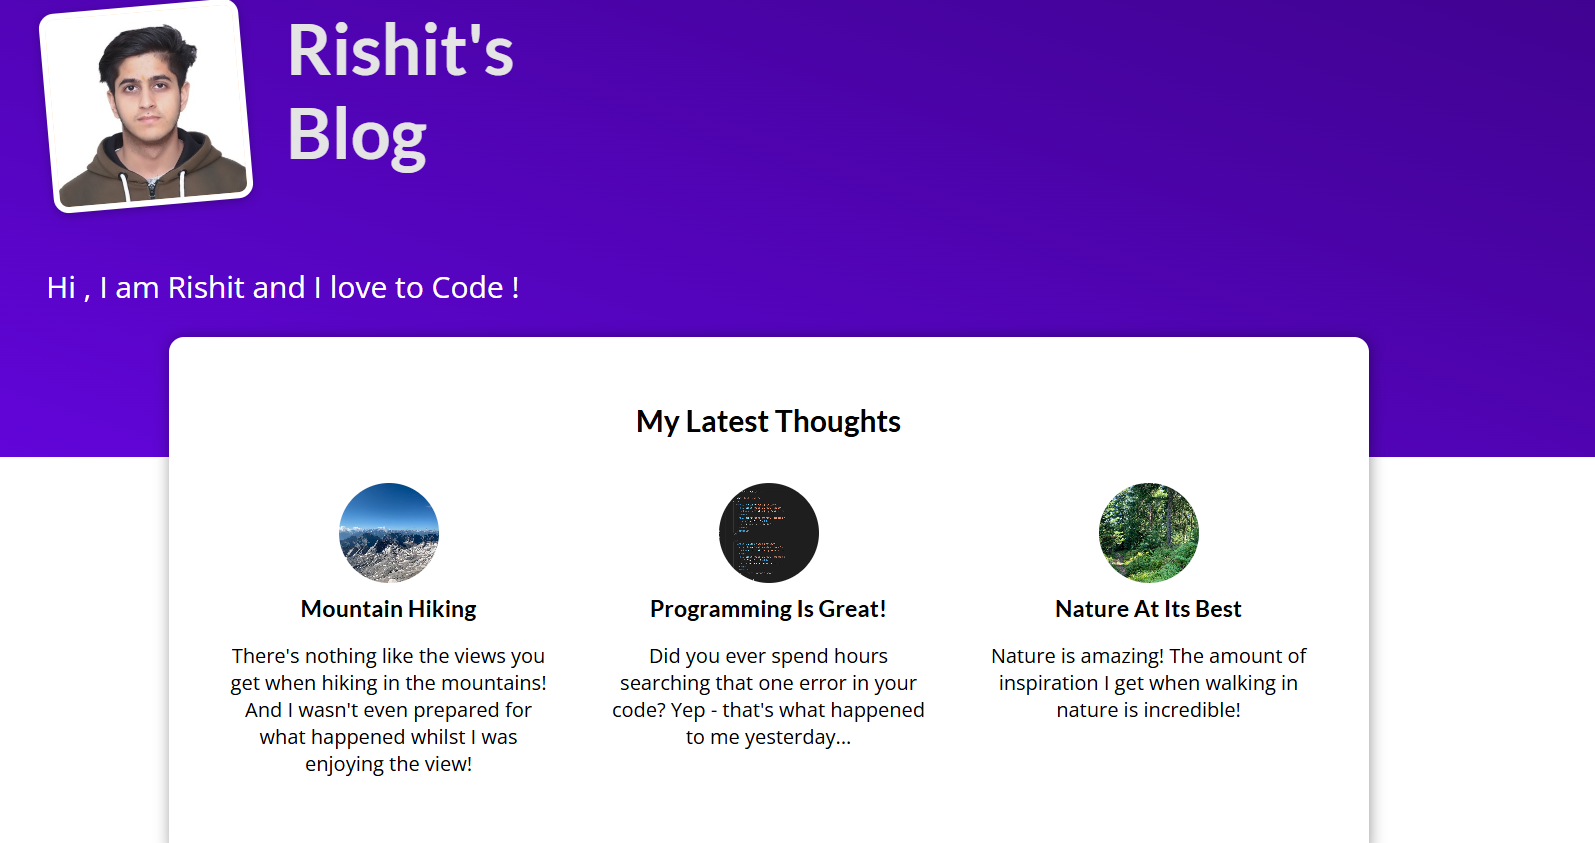 Rishit's
Blog
Hi , I am Rishit and I love to Code !
My Latest Thoughts
Mountain Hiking
There's nothing like the views you
get when hiking in the mountains!
And I wasn't even prepared for
what happened whilst I was
enjoying the view!
Programming Is Great!
Did you ever spend hours
searching that one error in your
code? Yep - that's what happened
to me yesterday...
Nature At Its Best
Nature is amazing! The amount of
inspiration I get when walking in
nature is incredible!